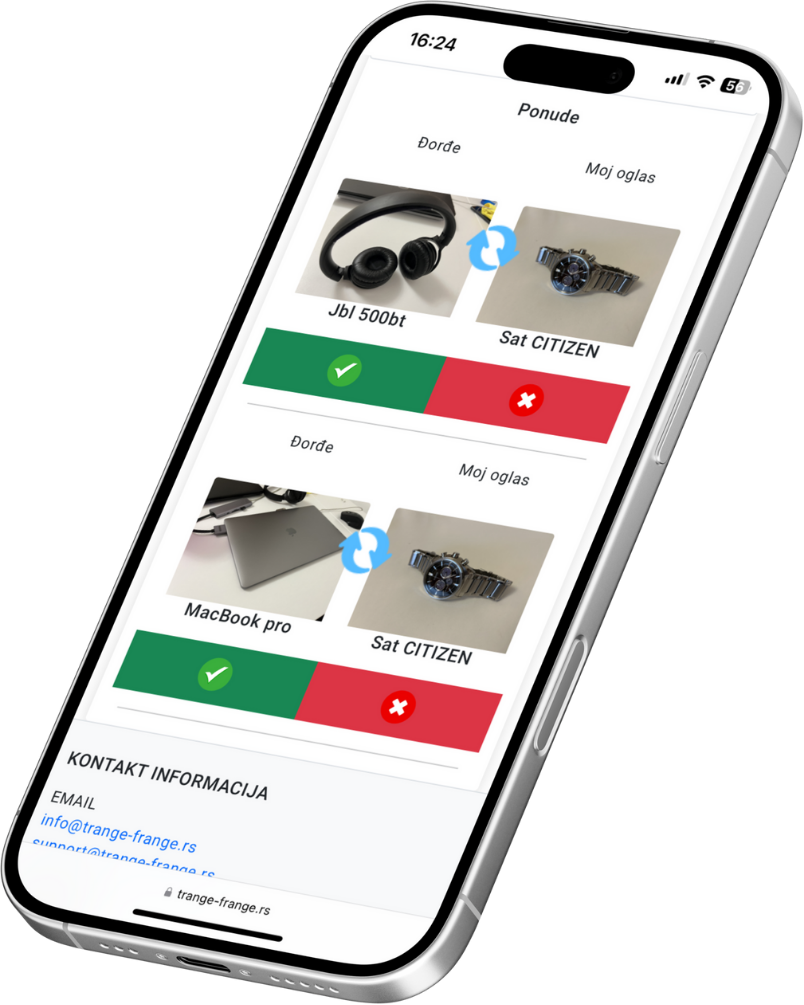 16:24
56
Ponude
Đorđe
Moj oglas
Jbl 500bt
Sat CITIZEN
Đorđe
Moj oglas
MacBook pro
Sat CITIZEN
KONTAKT INFORMACIJA
EMAIL
info@trange-frange.rs
support@trange-frange.rs
trange-frange.rs